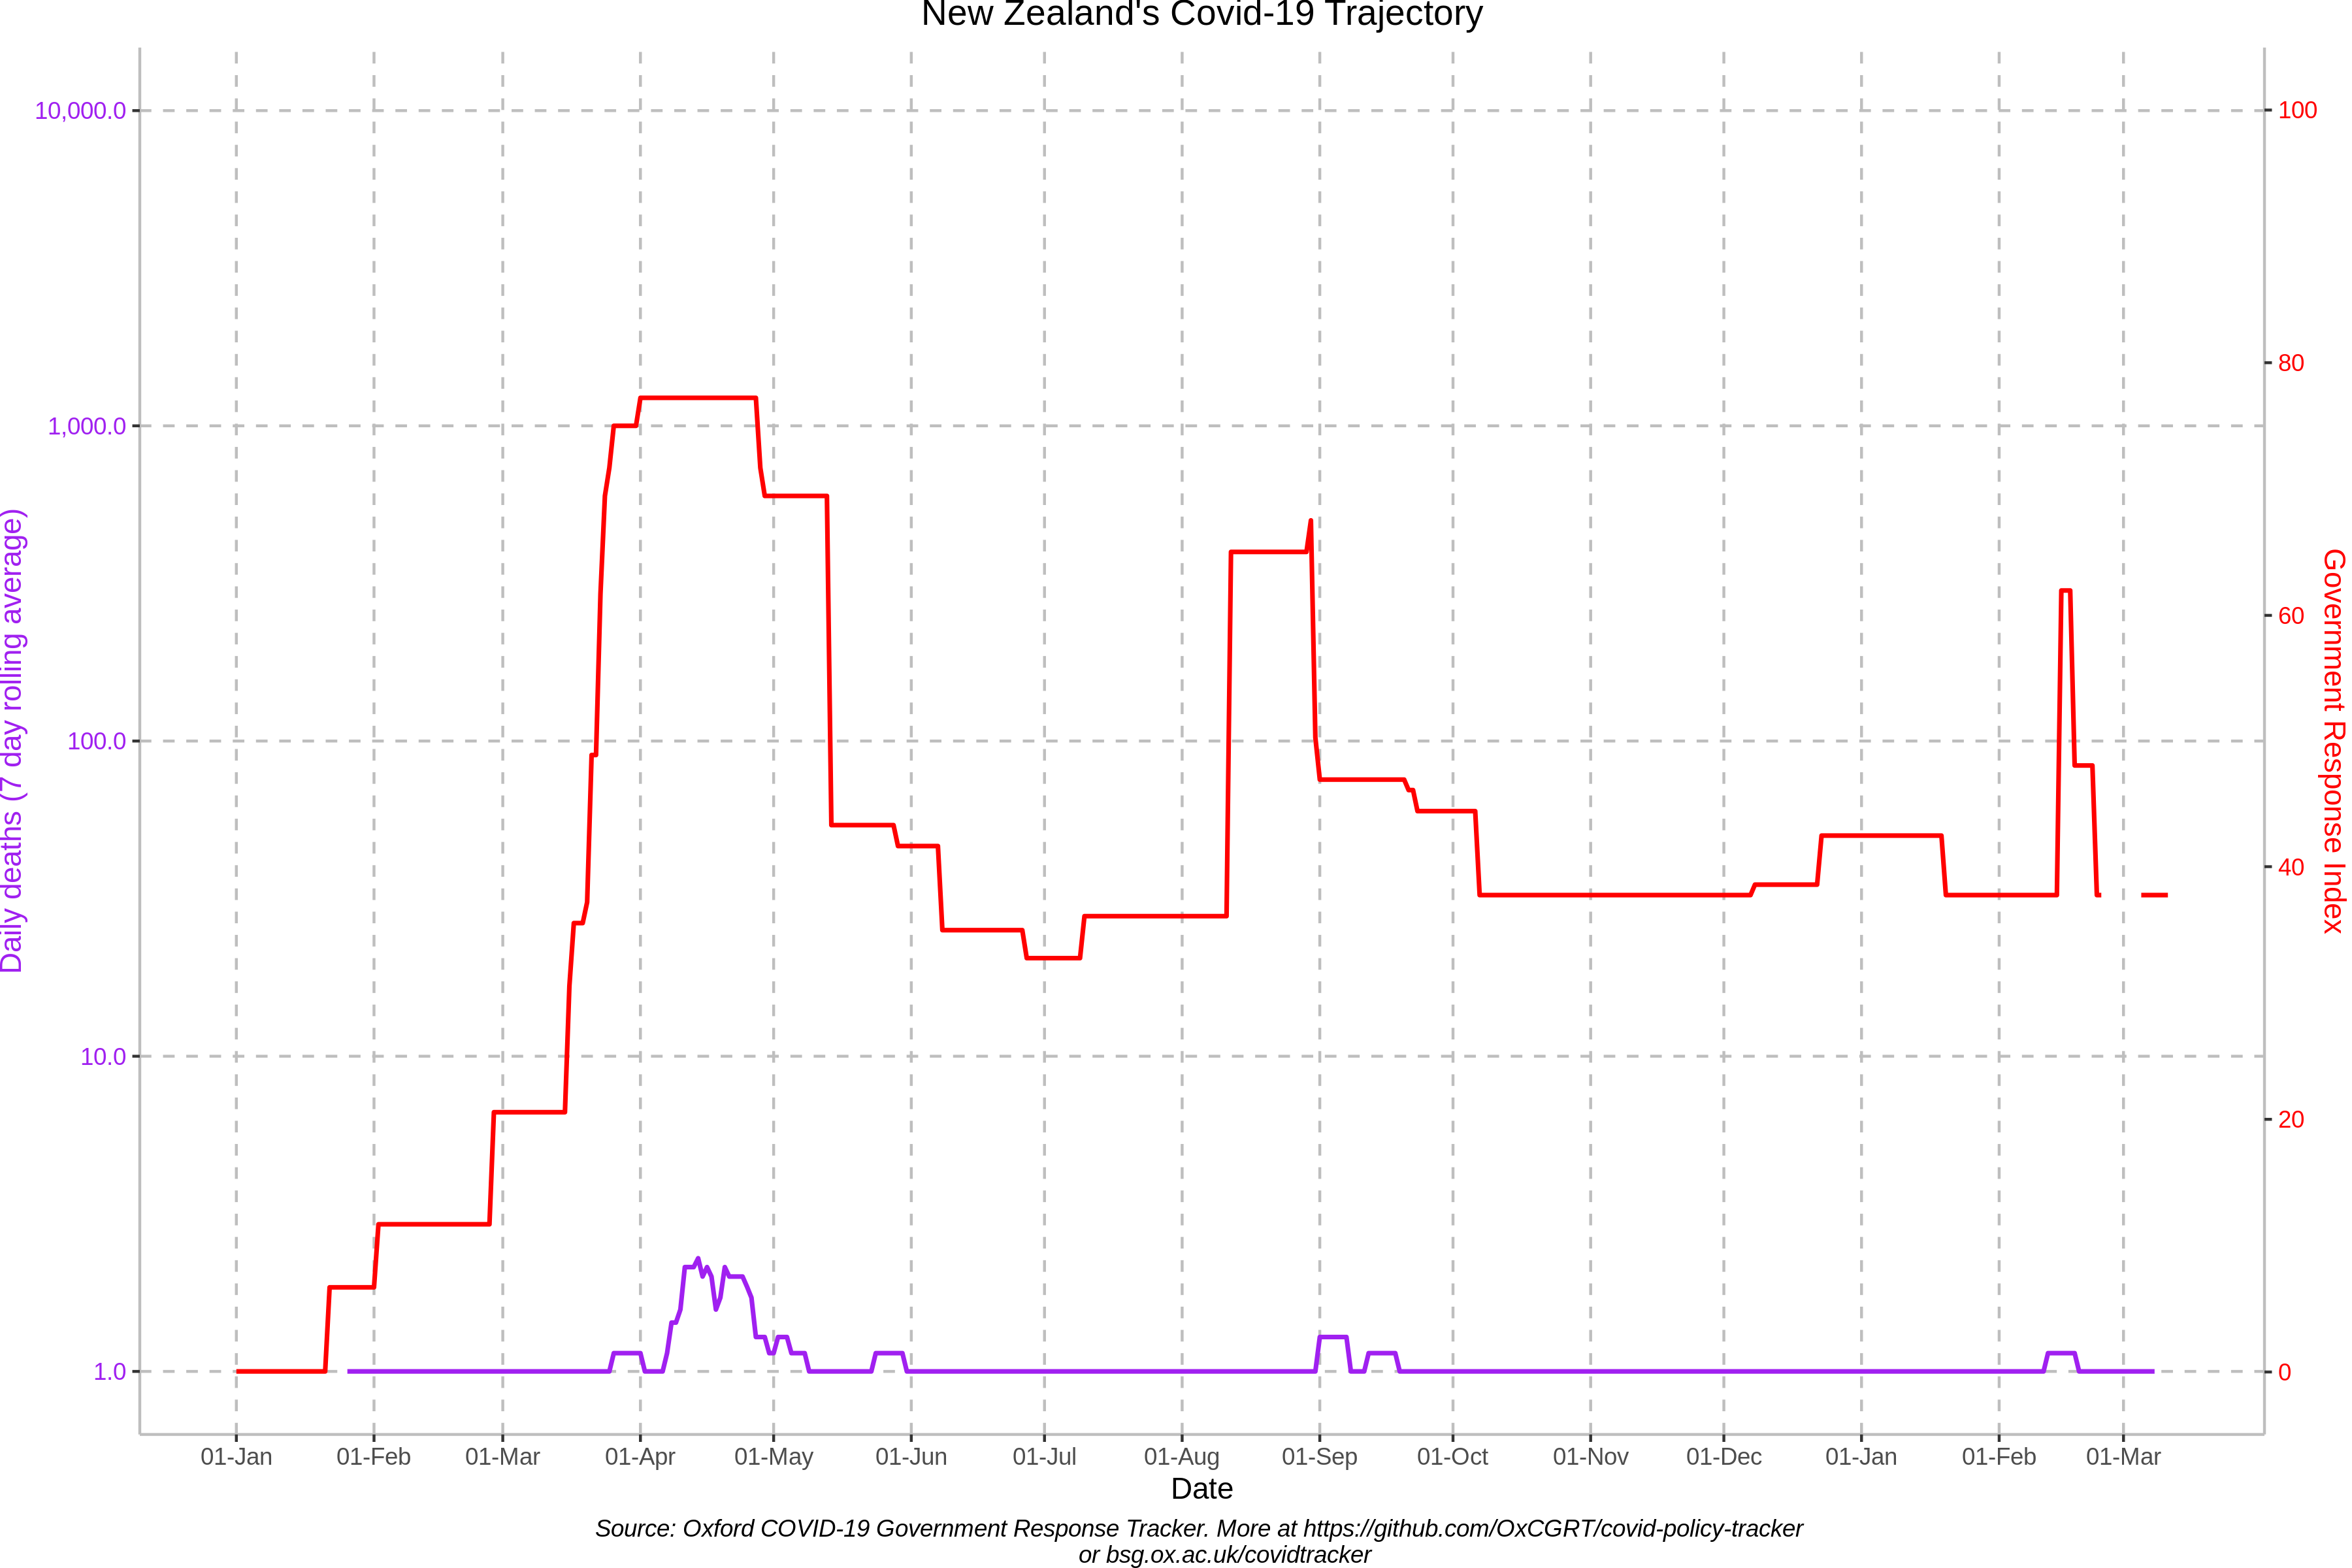 New Zealand's Covid-19 Trajectory
10,000.0
1,000.0
100.0
10.0
1.0
Daily deaths (7 day rolling average)
100
80
60
40
20
0
Government Response Index
01-Jan 01-Feb 01-Mar 01-Apr 01-May 01-Jun 01-Jul 01-Aug 01-Sep 01-Oct 01-Nov 01-Dec 01-Jan 01-Feb 01-Mar
Date
Source: Oxford COVID-19 Government Response Tracker. More at https://github.com/OxCGRT/covid-policy-tracker
or bsg.ox.ac.uk/covidtracker